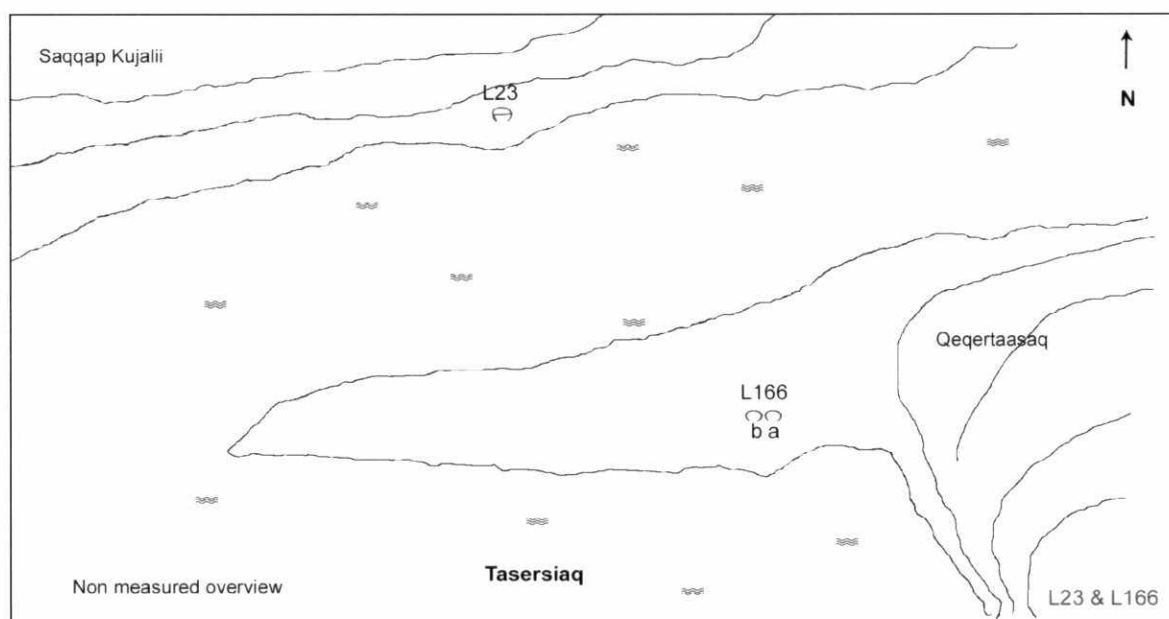 Saqqap Kujalii
N
L23
Qeqertaasaq
L166
b a
Tasersiaq
Non measured overview
L23 & L166